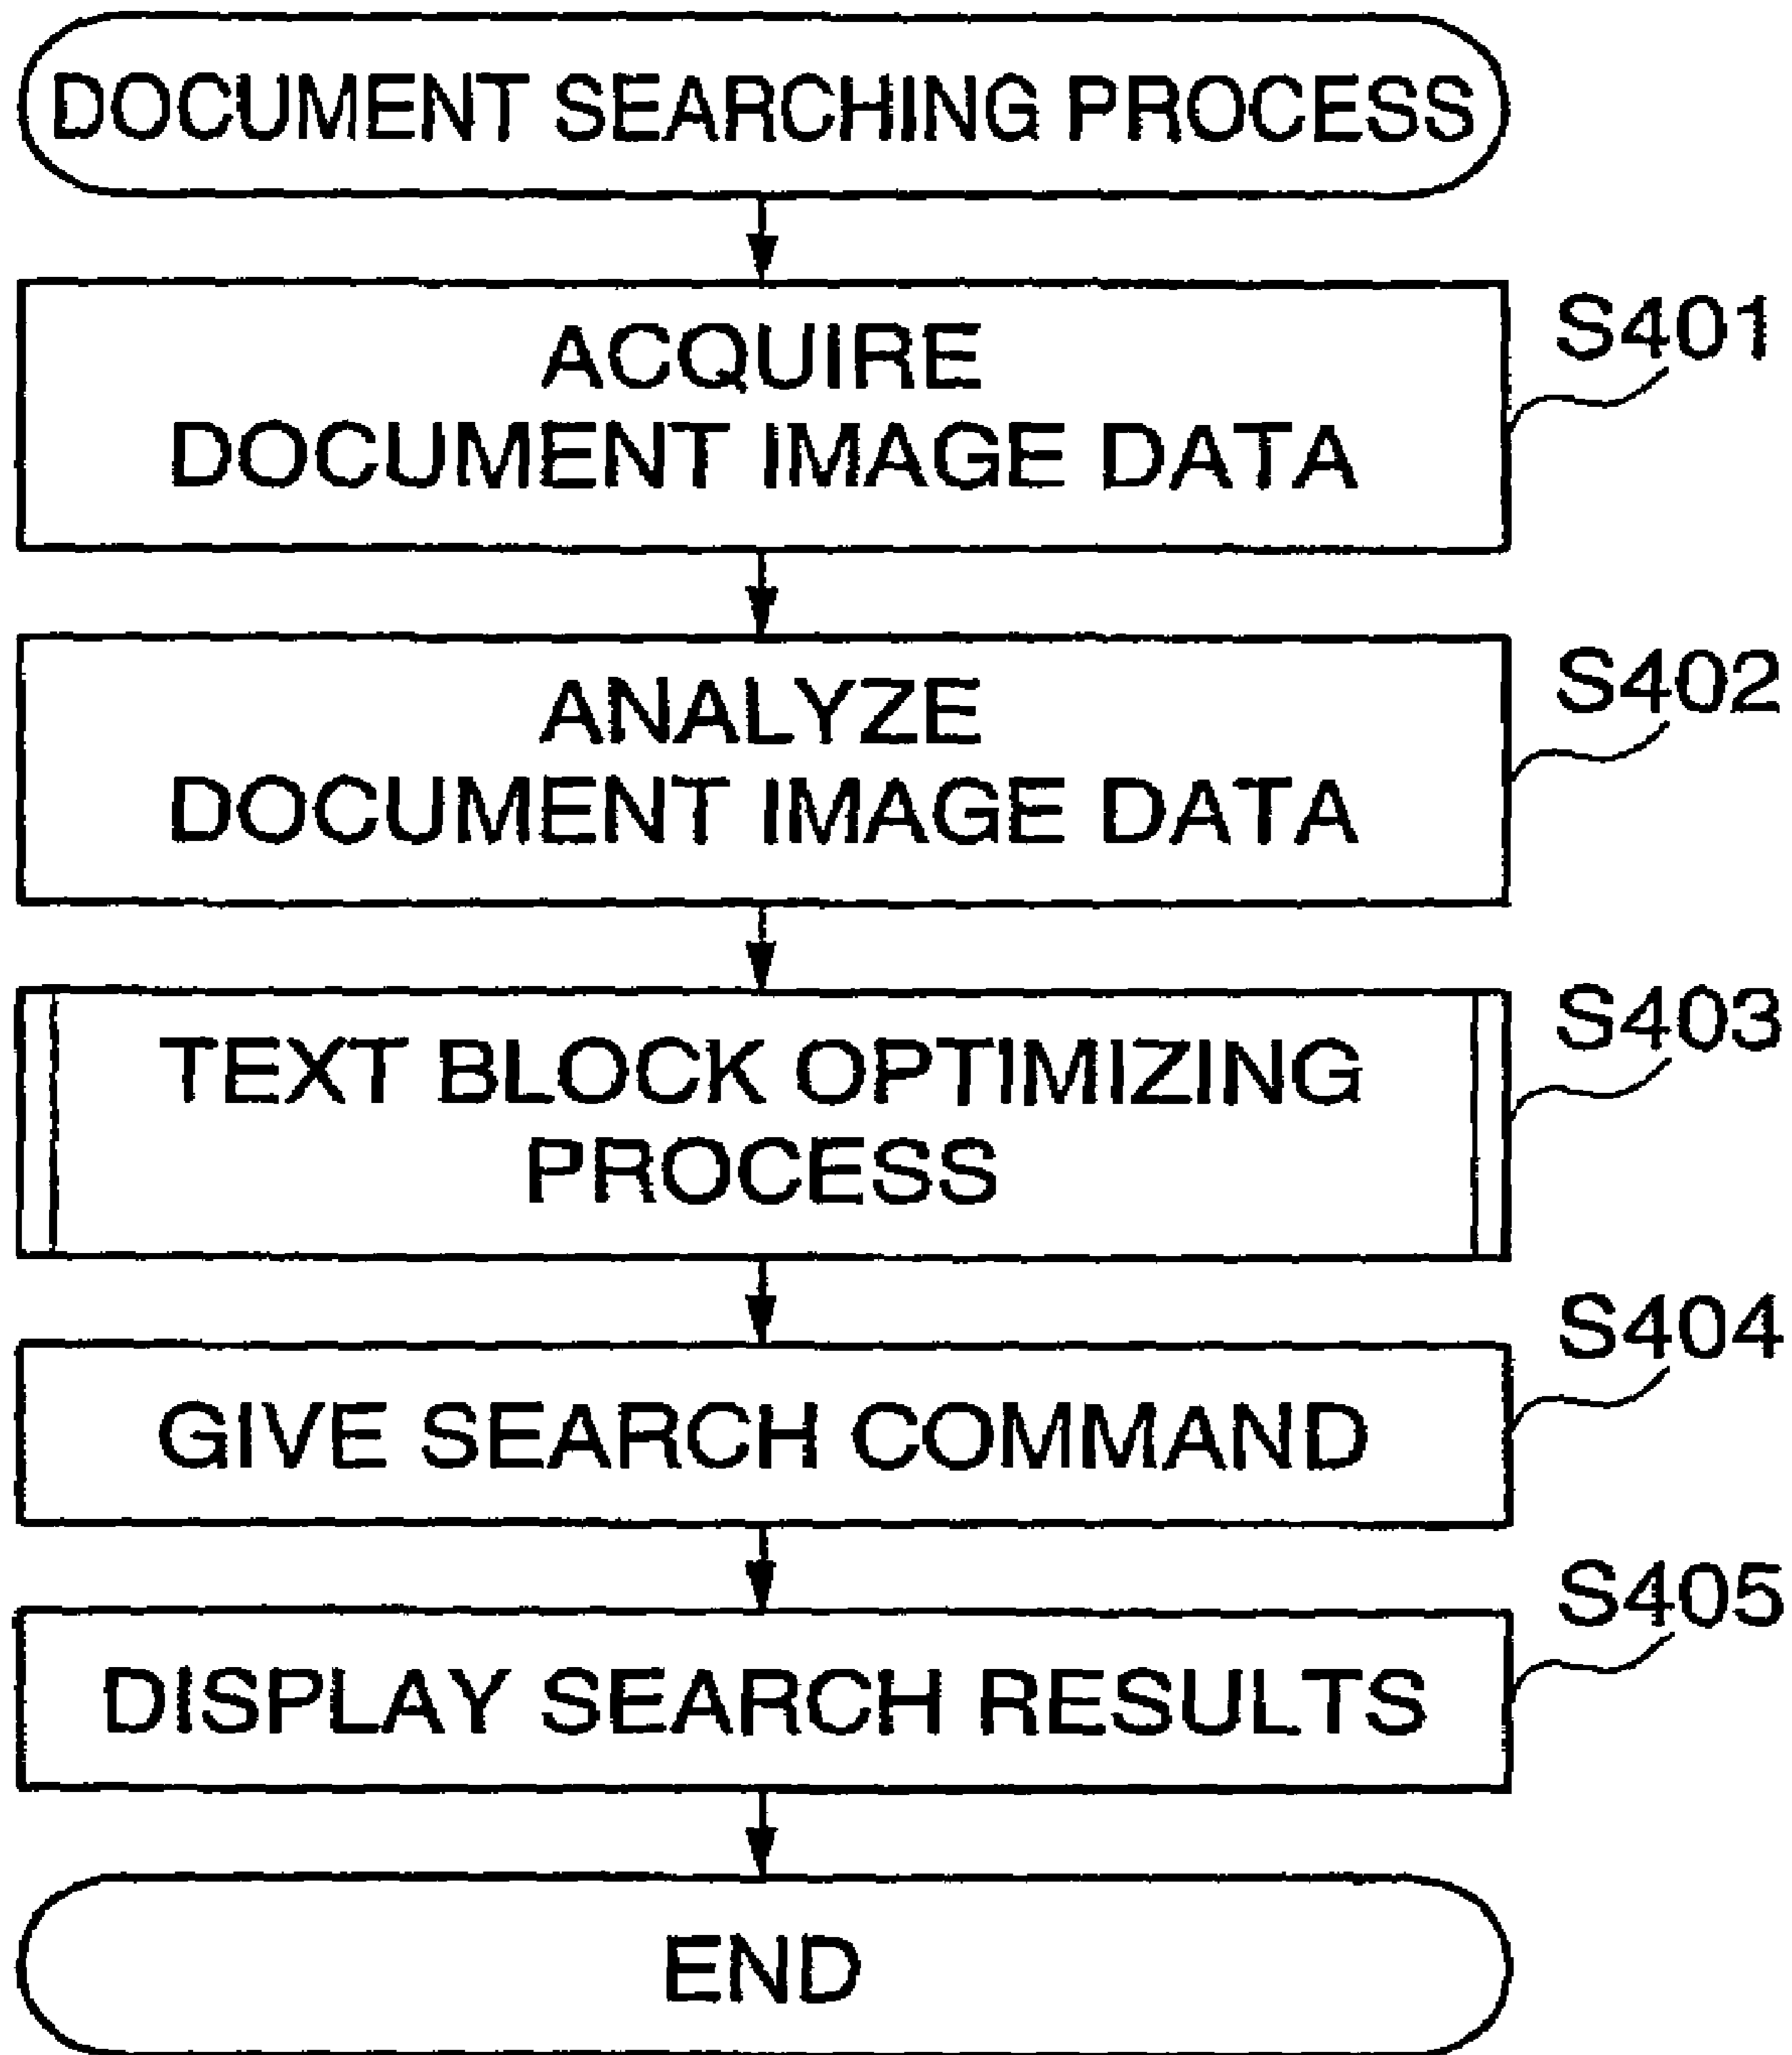 DOCUMENT SEARCHING PROCESS
ACQUIRE
DOCUMENT IMAGE DATA
S401
ANALYZE
DOCUMENT IMAGE DATA
S402
TEXT BLOCK OPTIMIZING
PROCESS
S403
GIVE SEARCH COMMAND
S404
DISPLAY SEARCH RESULTS
S405
END